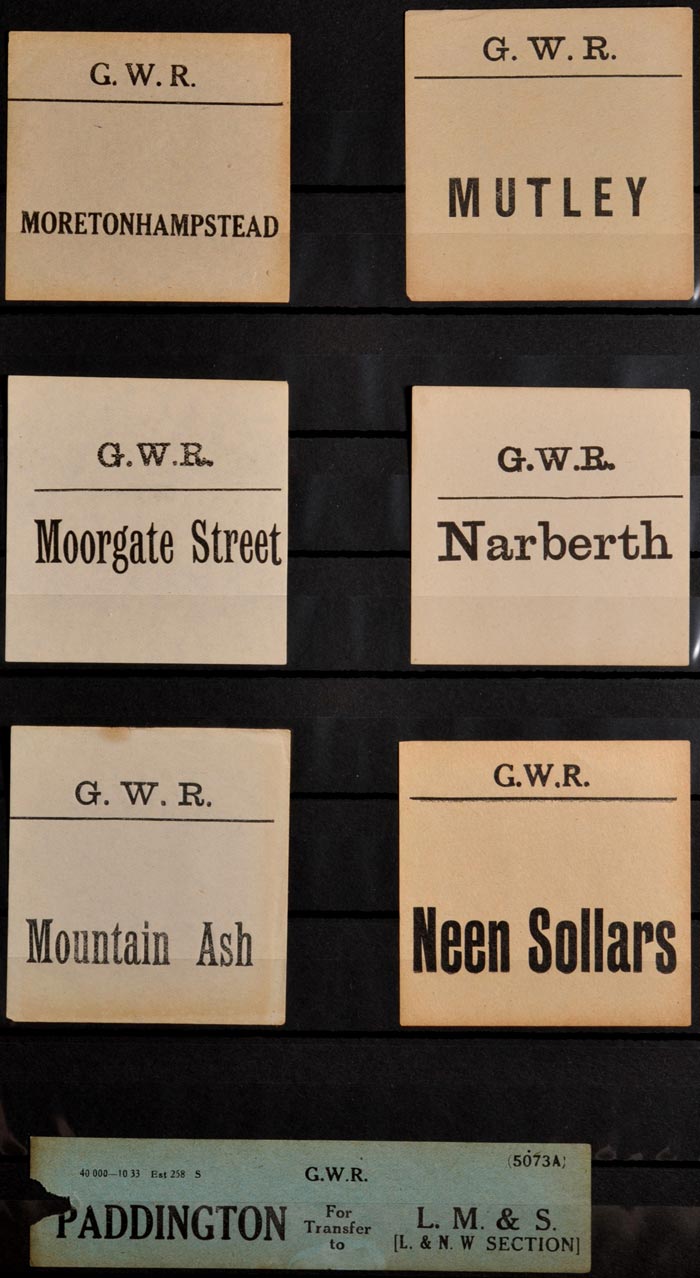 G. W. R.
MORETONHAMPSTEAD
G. W. R.
MUTLEY
G.W.R.
Moorgate Street
G.W.R.
Narberth
G. W. R.
Mountain Ash
G.W.R.
Neen Sollars
(5073A)
40 000—10 33 Est 258 S
G.W.R.
PADDINGTON
For
Transfer
to
L. M. & S.
[L. & N. W SECTION]